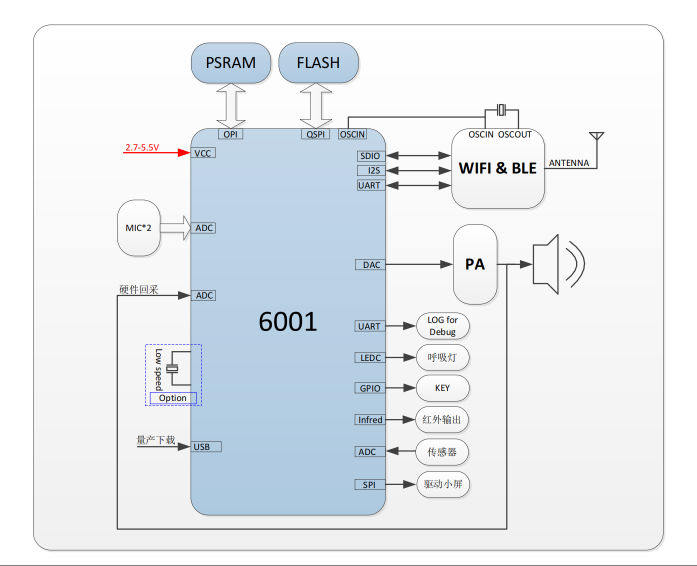 PSRAM
FLASH
OPI
QSPI
OSCIN
OSCIN OSCOUT
2.7-5.5V
VCC
SDIO
I2S
UART
WIFI & BLE
ANTENNA
MIC*2
ADC
DAC
PA
硬件回采
ADC
6001
UART
LOG for
Debug
Low speed
Option
LEDC
呼吸灯
GPIO
KEY
Infred
红外输出
量产下载
USB
ADC
传感器
SPI
驱动小屏